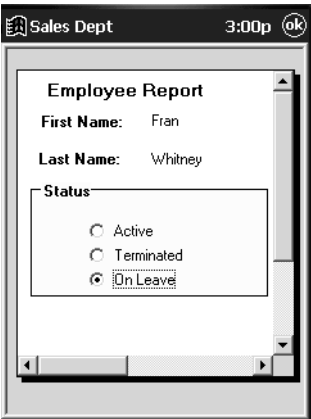 Sales Dept 3:00p ok
Employee Report
First Name: Fran
Last Name: Whitney
Status
Active
Terminated
On Leave